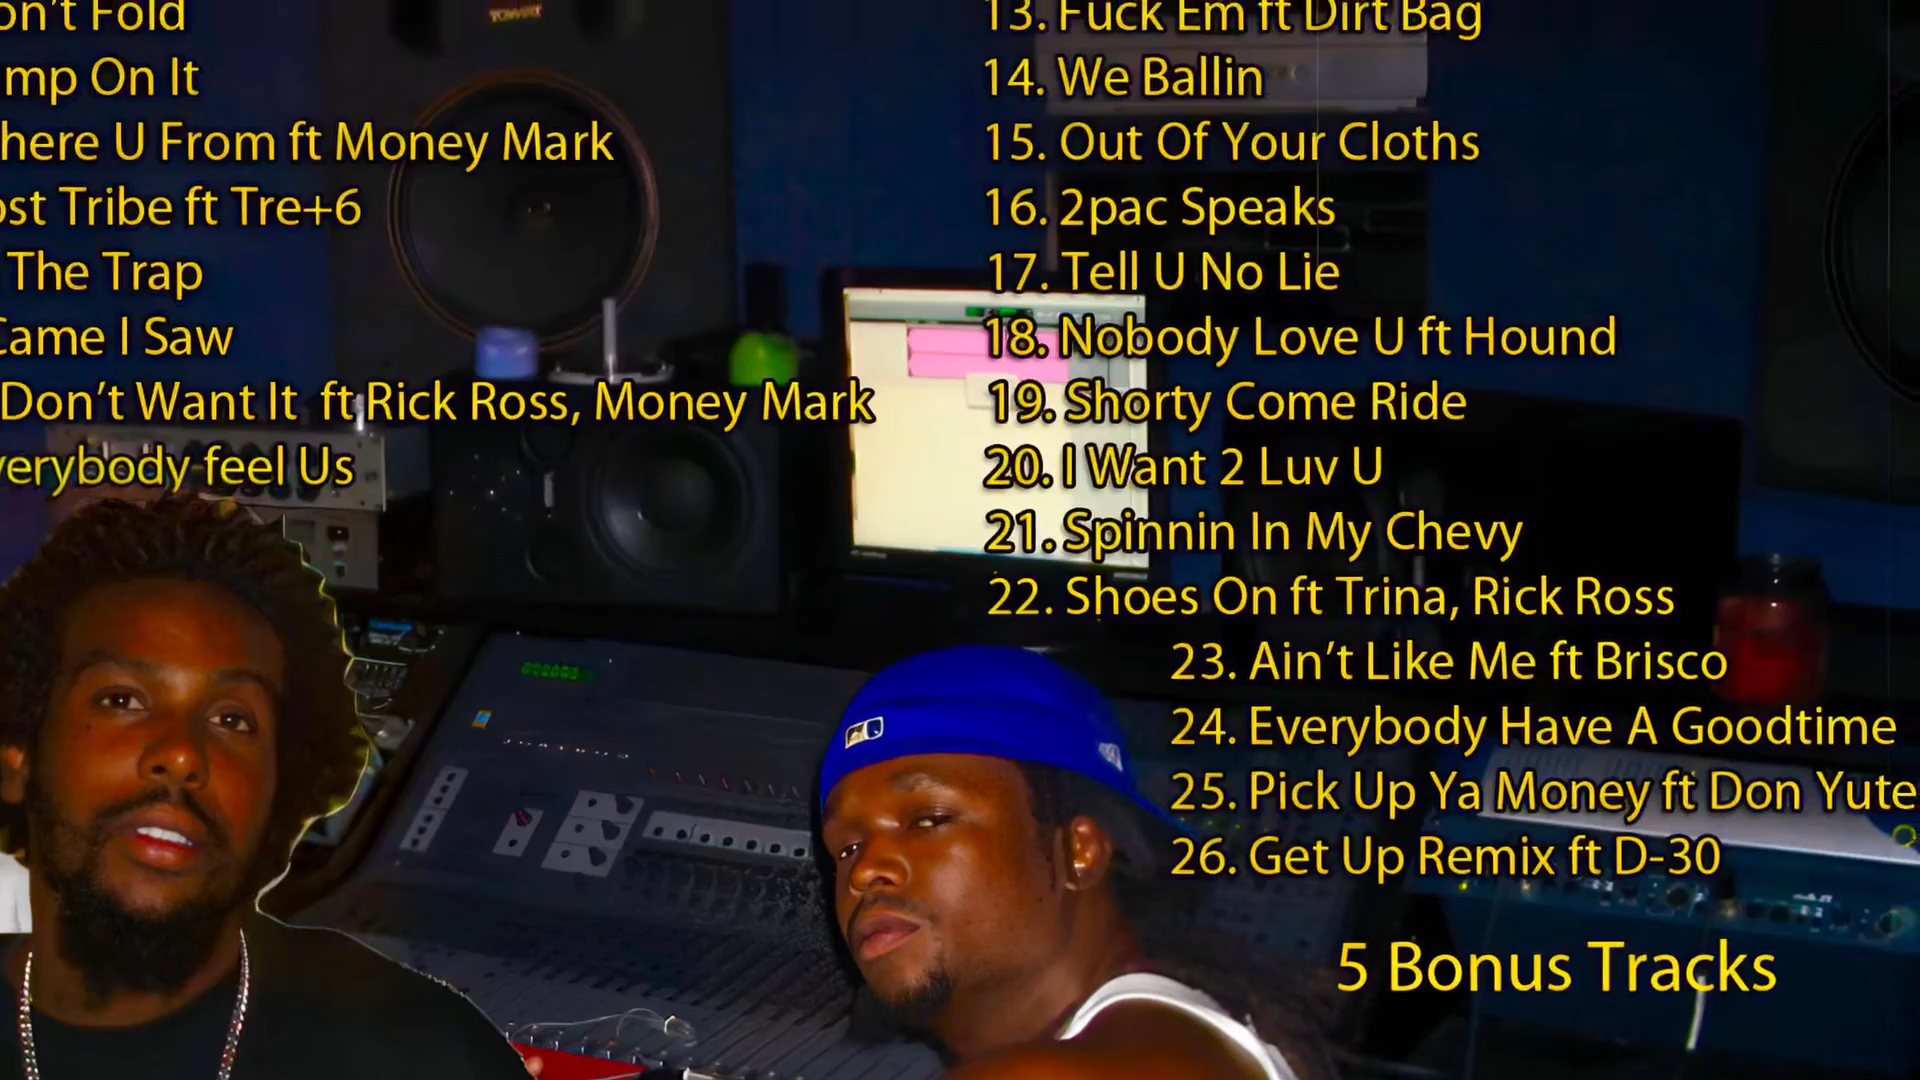 on't Fold
mp On It
here U From ft Money Mark
ost Tribe ft Tre+6
The Trap
Came I Saw
Don't Want It ft Rick Ross, Money Mark
verybody feel Us
13. Fuck Em ft Dirt Bag
14. We Ballin
15. Out Of Your Cloths
16. 2pac Speaks
17. Tell U No Lie
18. Nobody Love U ft Hound
19. Shorty Come Ride
20. I Want 2 Luv U
21. Spinnin In My Chevy
22. Shoes On ft Trina, Rick Ross
23. Ain't Like Me ft Brisco
24. Everybody Have A Goodtime
25. Pick Up Ya Money ft Don Yute
26. Get Up Remix ft D-30
5 Bonus Tracks